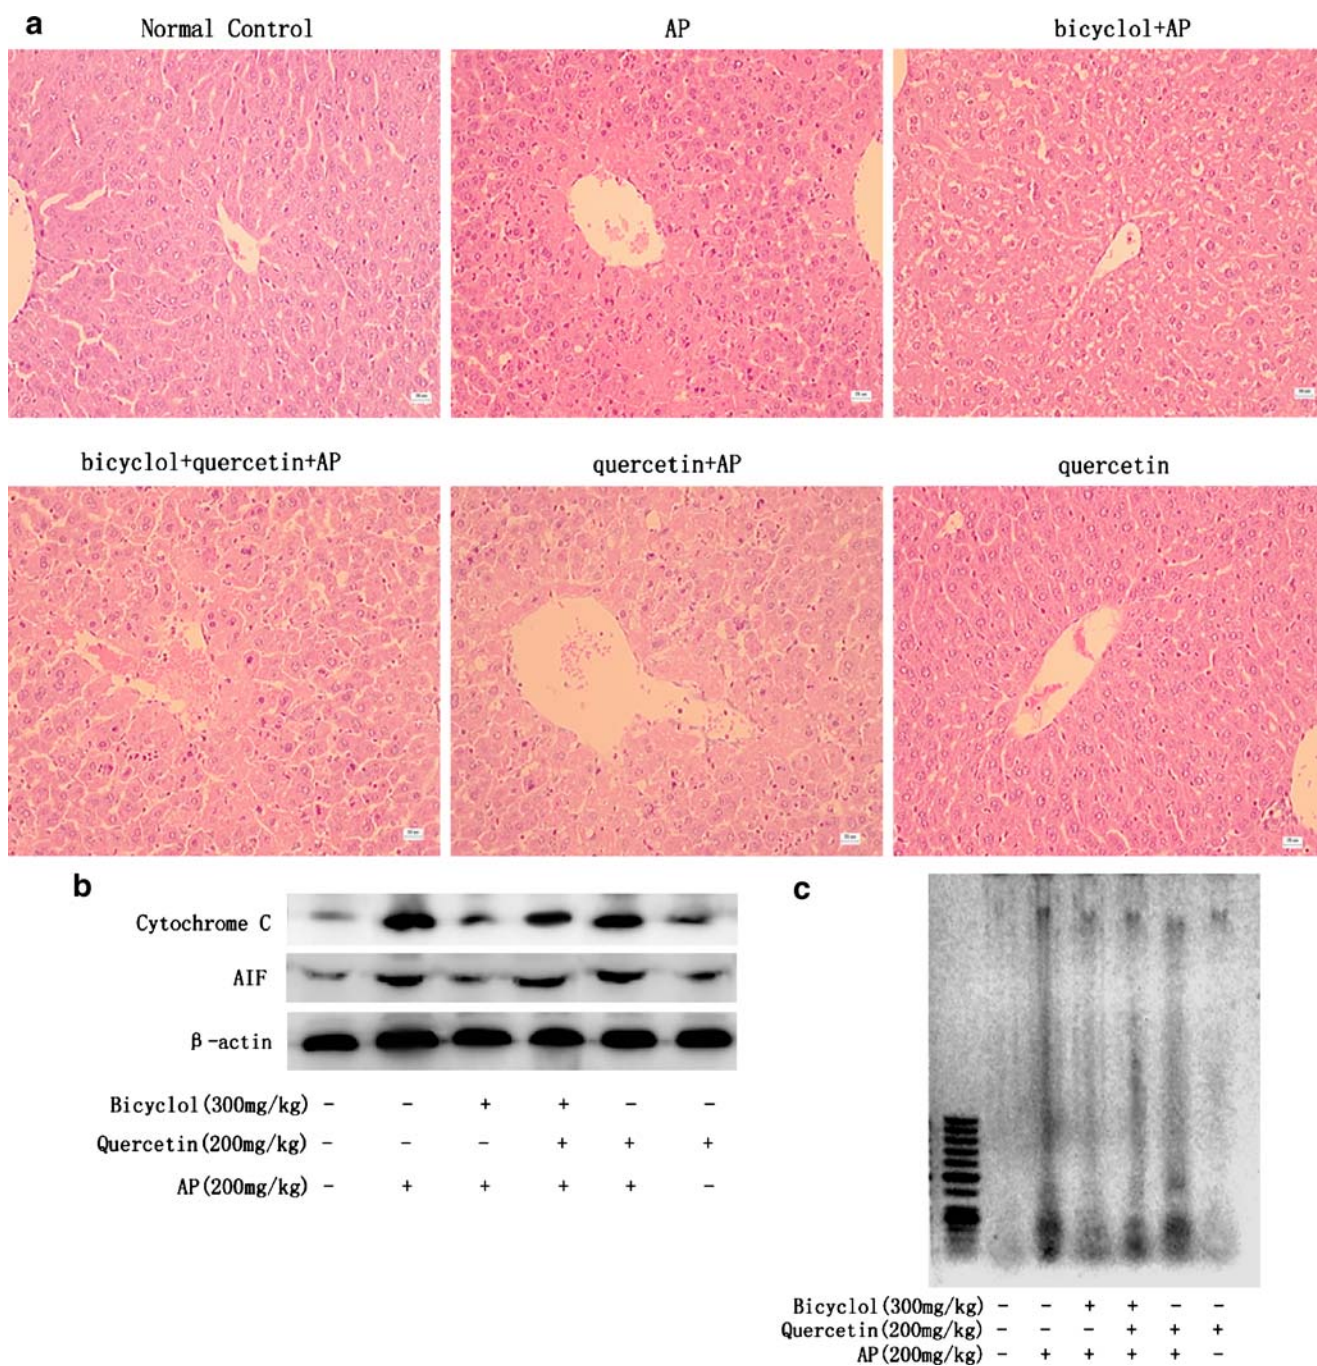 a
Normal Control
AP
bicyclol+AP
bicyclol+quercetin+AP
quercetin+AP
quercetin
b
Cytochrome C
AIF
β-actin
Bicyclol(300mg/kg) - - + + - -
Quercetin(200mg/kg) - - - + + +
AP(200mg/kg) - + + + + -
c
Bicyclol(300mg/kg) - - + + - -
Quercetin(200mg/kg) - - - + + +
AP(200mg/kg) - + + + + -